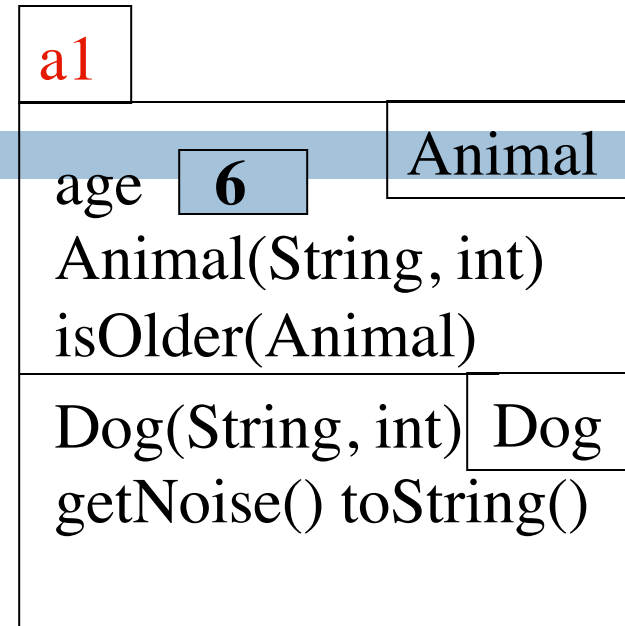 a1
Animal
age 6
Animal(String, int)
isOlder(Animal)
Dog(String, int) Dog
getNoise() toString()